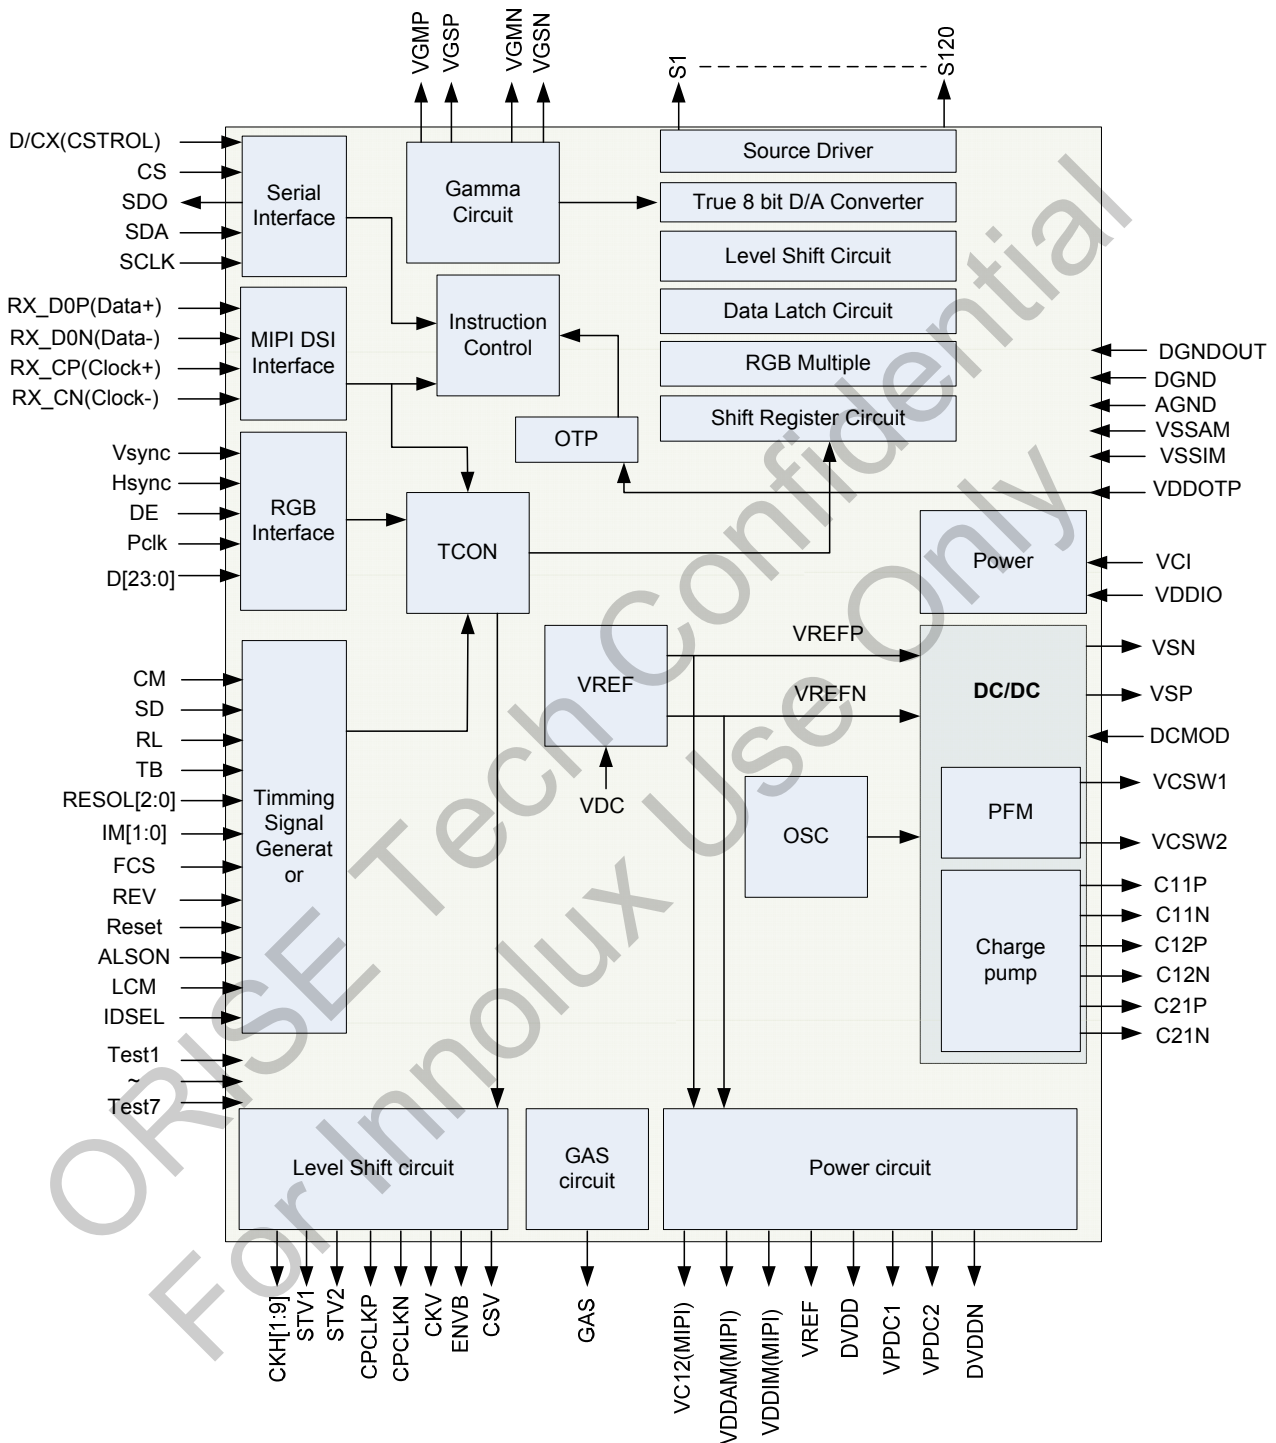 VGMP
VGSP
VGMN
VGSN
S1
S120
D/CX(CSTROL)
CS
SDO
SDA
SCLK
Serial
Interface
Gamma
Circuit
Source Driver
True 8 bit D/A Converter
Level Shift Circuit
Data Latch Circuit
RGB Multiple
Shift Register Circuit
RX_D0P(Data+)
RX_D0N(Data-)
RX_CP(Clock+)
RX_CN(Clock-)
MIPI DSI
Interface
Instruction
Control
OTP
DGNDOUT
DGND
AGND
VSSAM
VSSIM
VDDOTP
Vsync
Hsync
DE
Pclk
D[23:0]
RGB
Interface
TCON
Power
VCI
VDDIO
CM
SD
RL
TB
RESOL[2:0]
IM[1:0]
FCS
REV
Reset
ALSON
LCM
IDSEL
Timming
Signal
Generat
or
VREF
VDC
VREFP
VREFN
OSC
DC/DC
PFM
Charge
pump
VSN
VSP
DCMOD
VCSW1
VCSW2
C11P
C11N
C12P
C12N
C21P
C21N
Test1
~
Test7
Level Shift circuit
GAS
circuit
Power circuit
CKH[1:9]
STV1
STV2
CPCLKP
CPCLKN
CKV
ENVB
CSV
GAS
VC12(MIPI)
VDDAM(MIPI)
VDDIM(MIPI)
VREF
DVDD
VPDC1
VPDC2
DVDDN
ORISE Tech Confidential
For Innolux Use Only